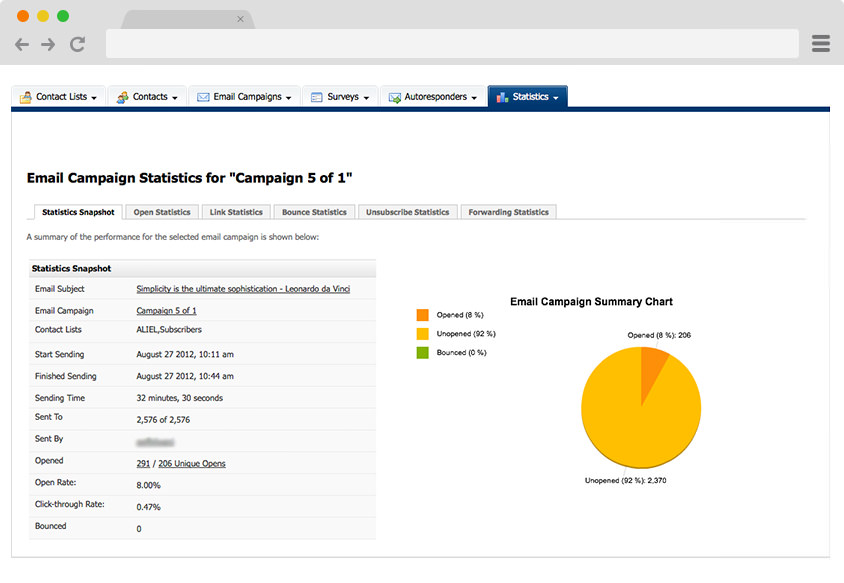 Contact Lists
Contacts
Email Campaigns
Surveys
Autoresponders
Statistics
Email Campaign Statistics for "Campaign 5 of 1"
Statistics Snapshot
Open Statistics
Link Statistics
Bounce Statistics
Unsubscribe Statistics
Forwarding Statistics
A summary of the performance for the selected email campaign is shown below:
Statistics Snapshot
Email Subject Simplicity is the ultimate sophistication - Leonardo da Vinci
Email Campaign Campaign 5 of 1
Contact Lists ALIEL,Subscribers
Start Sending August 27 2012, 10:11 am
Finished Sending August 27 2012, 10:44 am
Sending Time 32 minutes, 30 seconds
Sent To 2,576 of 2,576
Sent By
Opened 291 / 206 Unique Opens
Open Rate: 8.00%
Click-through Rate: 0.47%
Bounced 0
Email Campaign Summary Chart
Opened (8 %)
Unopened (92 %)
Bounced (0 %)
Opened (8 %): 206
Unopened (92 %): 2,370